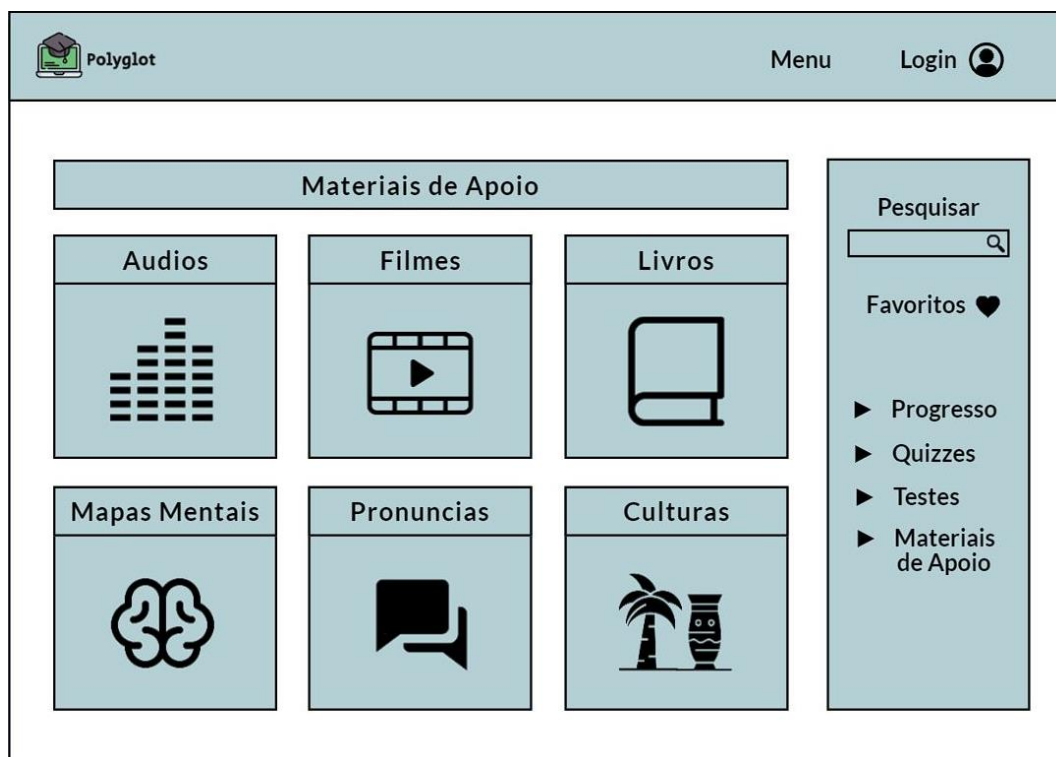 Polyglot
Menu
Login
Materiais de Apoio
Audios
Filmes
Livros
Mapas Mentais
Pronuncias
Culturas
Pesquisar
Favoritos
Progresso
Quizzes
Testes
Materiais
de Apoio